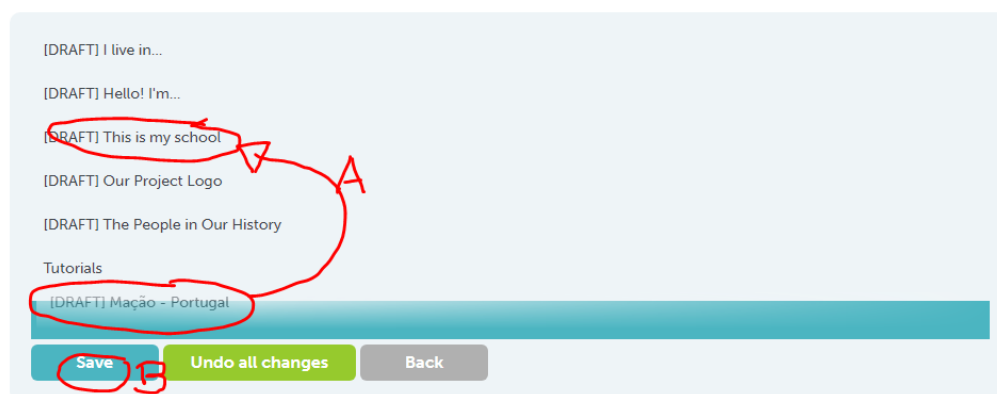 [DRAFT] I live in...
[DRAFT] Hello! I'm...
[DRAFT] This is my school
A
[DRAFT] Our Project Logo
[DRAFT] The People in Our History
Tutorials
[DRAFT] Mação - Portugal
Save B Undo all changes Back